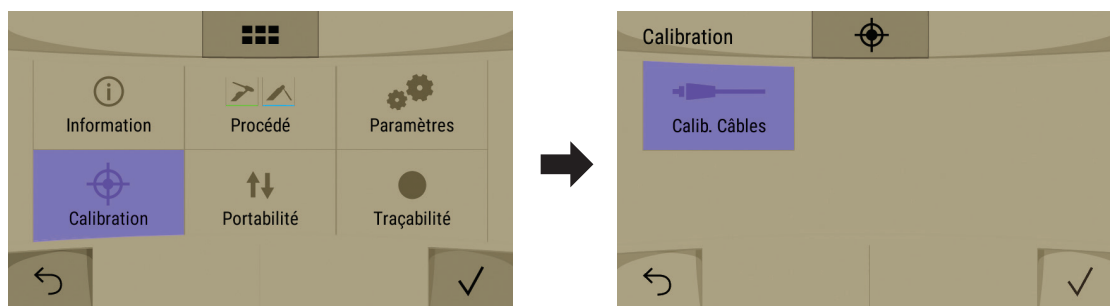 Information
Procédé
Paramètres
Calibration
Portabilité
Traçabilité
Calibration
Calib. Câbles